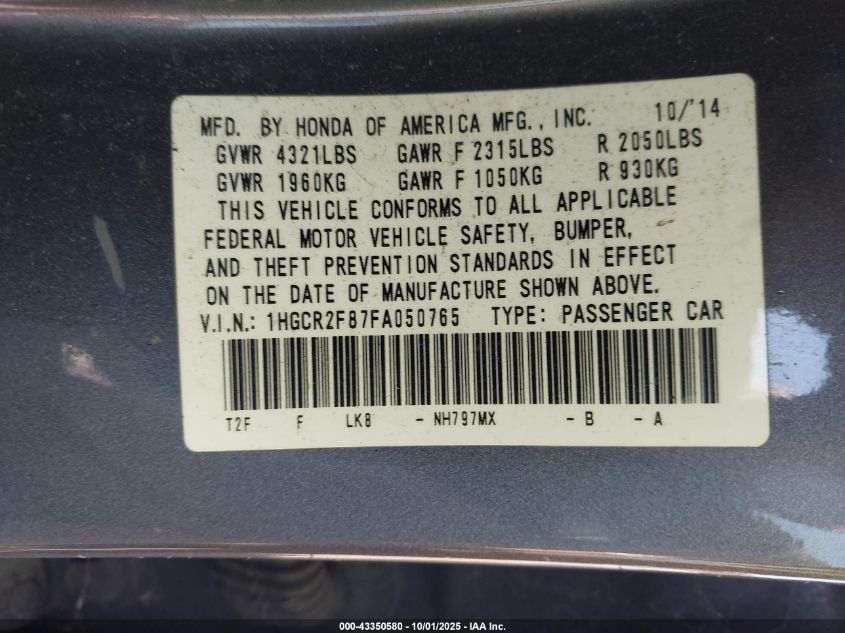 MFD. BY HONDA OF AMERICA MFG., INC. 10/'14
GVWR 4321LBS GAWR F 2315LBS R 2050LBS
GVWR 1960KG GAWR F 1050KG R 930KG
THIS VEHICLE CONFORMS TO ALL APPLICABLE
FEDERAL MOTOR VEHICLE SAFETY, BUMPER,
AND THEFT PREVENTION STANDARDS IN EFFECT
ON THE DATE OF MANUFACTURE SHOWN ABOVE.
V.I.N.: 1HGCR2F87FA050765 TYPE: PASSENGER CAR
T2F F LK8 - NH797MX - B - A
000-43350580 - 10/01/2025 - IAA Inc.